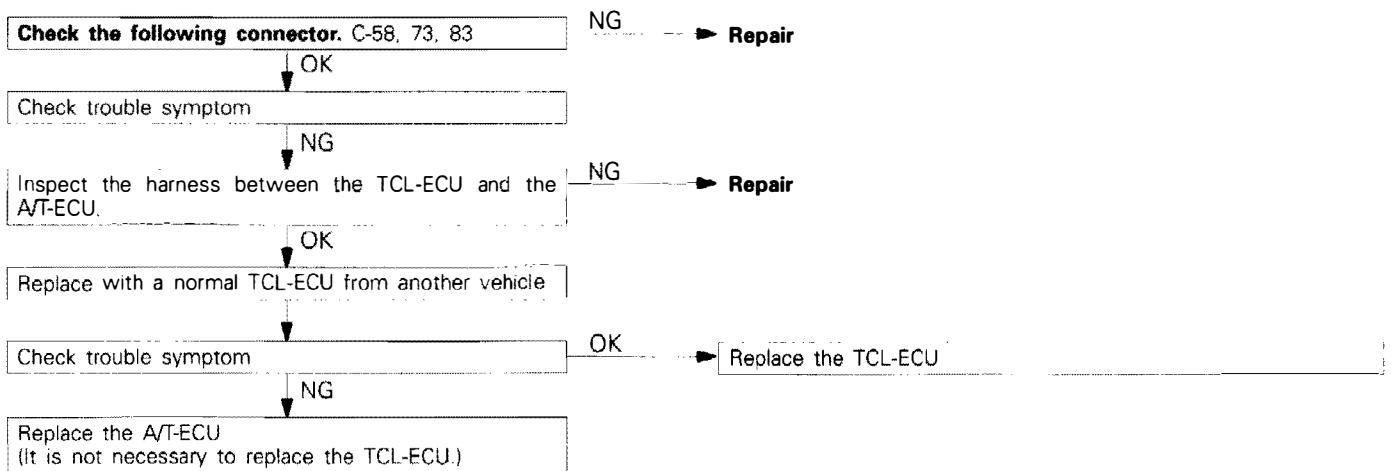 Check the following connector. C-58, 73, 83
NG
Repair
OK
Check trouble symptom
NG
Inspect the harness between the TCL-ECU and the
A/T-ECU.
NG
Repair
OK
Replace with a normal TCL-ECU from another vehicle
Check trouble symptom
OK
Replace the TCL-ECU
NG
Replace the A/T-ECU
(It is not necessary to replace the TCL-ECU.)